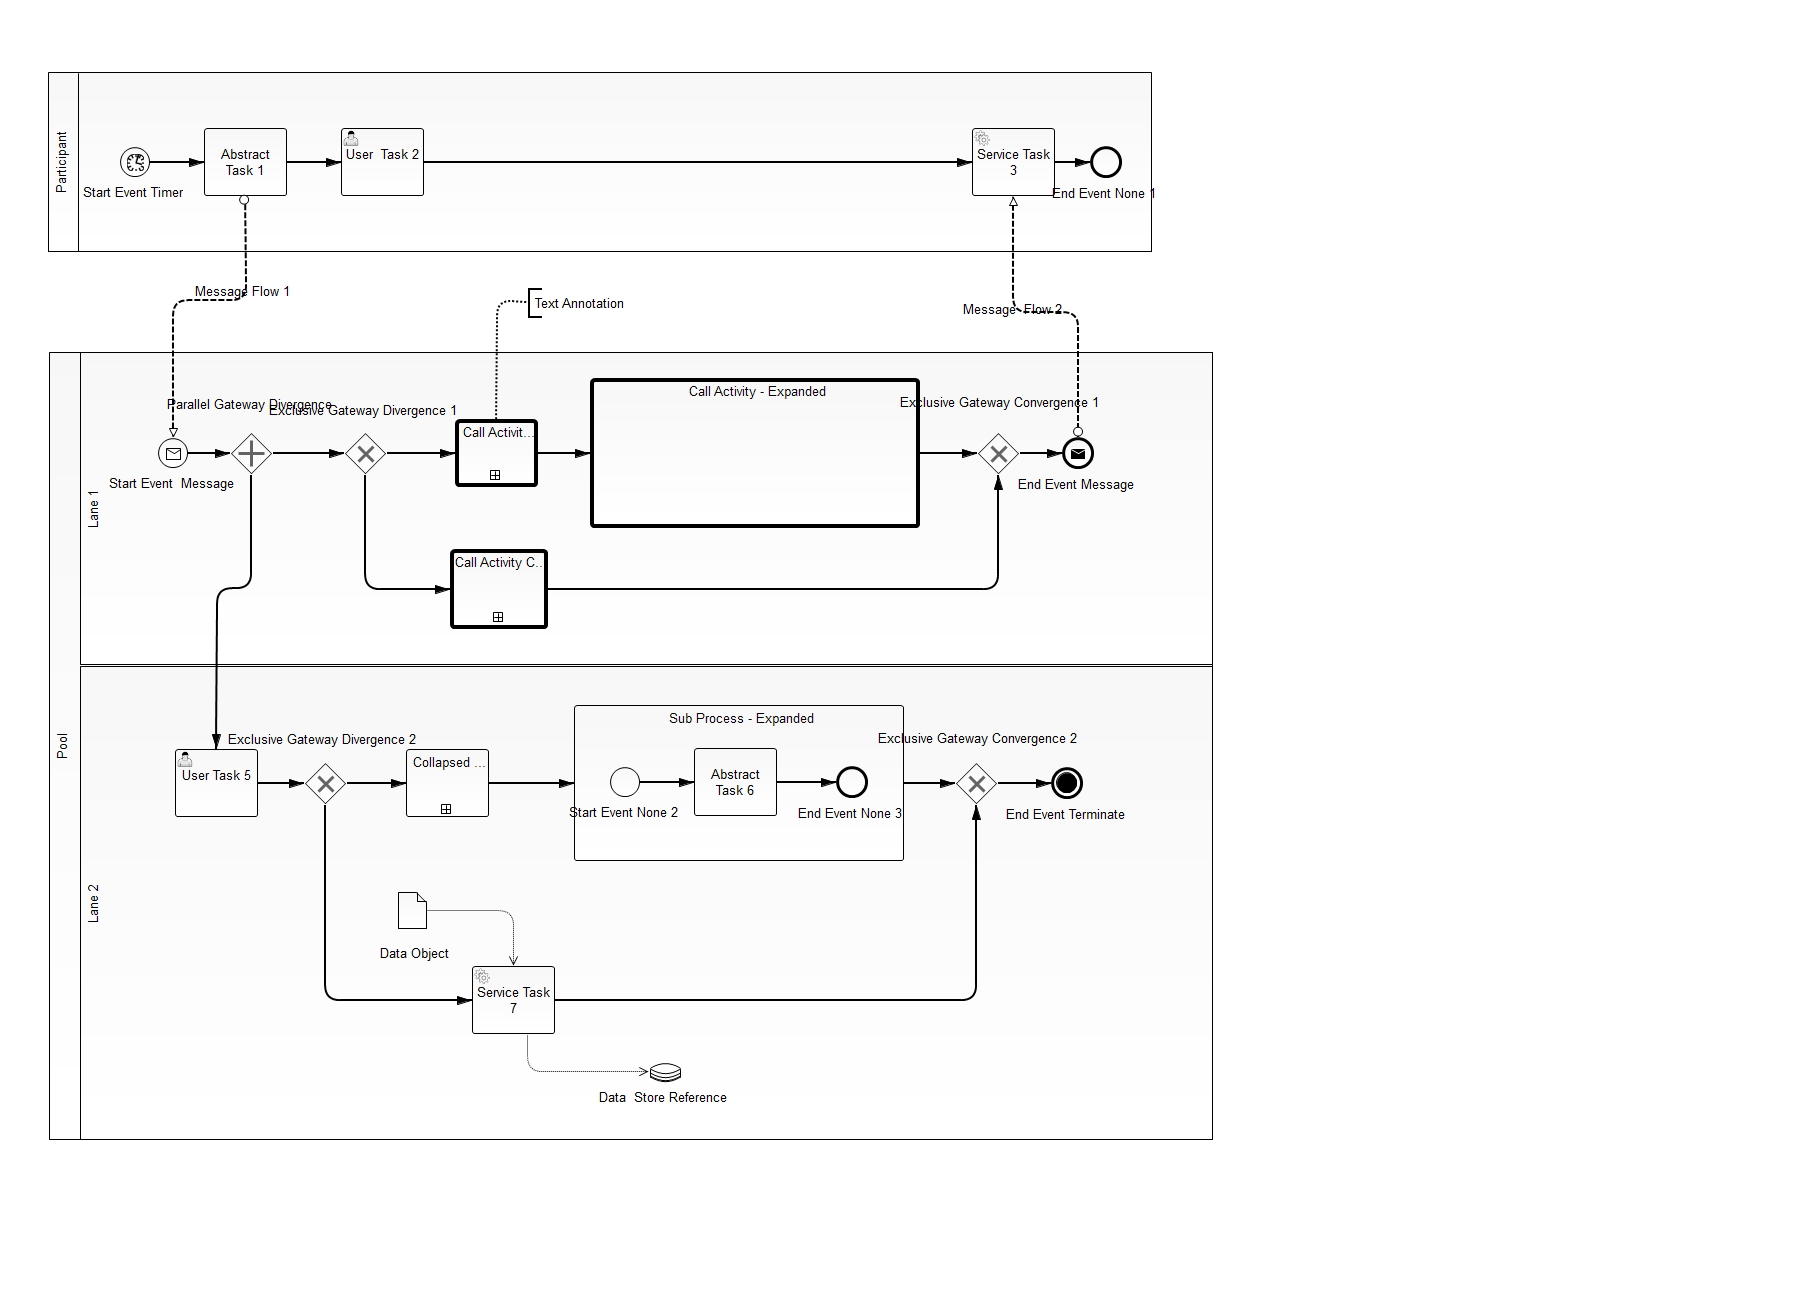 Participant
Start Event Timer
Abstract
Task 1
User  Task 2
Service Task
3
End Event None 1
Message Flow 1
Text Annotation
Message  Flow 2
Pool
Lane 1
Parallel Gateway Divergence
Exclusive Gateway Divergence 1
Call Activit...
Call Activity - Expanded
Exclusive Gateway Convergence 1
Start Event  Message
End Event Message
Call Activity C...
Lane 2
User Task 5
Exclusive Gateway Divergence 2
Collapsed ...
Sub Process - Expanded
Start Event None 2
Abstract
Task 6
End Event None 3
Exclusive Gateway Convergence 2
End Event Terminate
Data Object
Service Task
7
Data  Store Reference